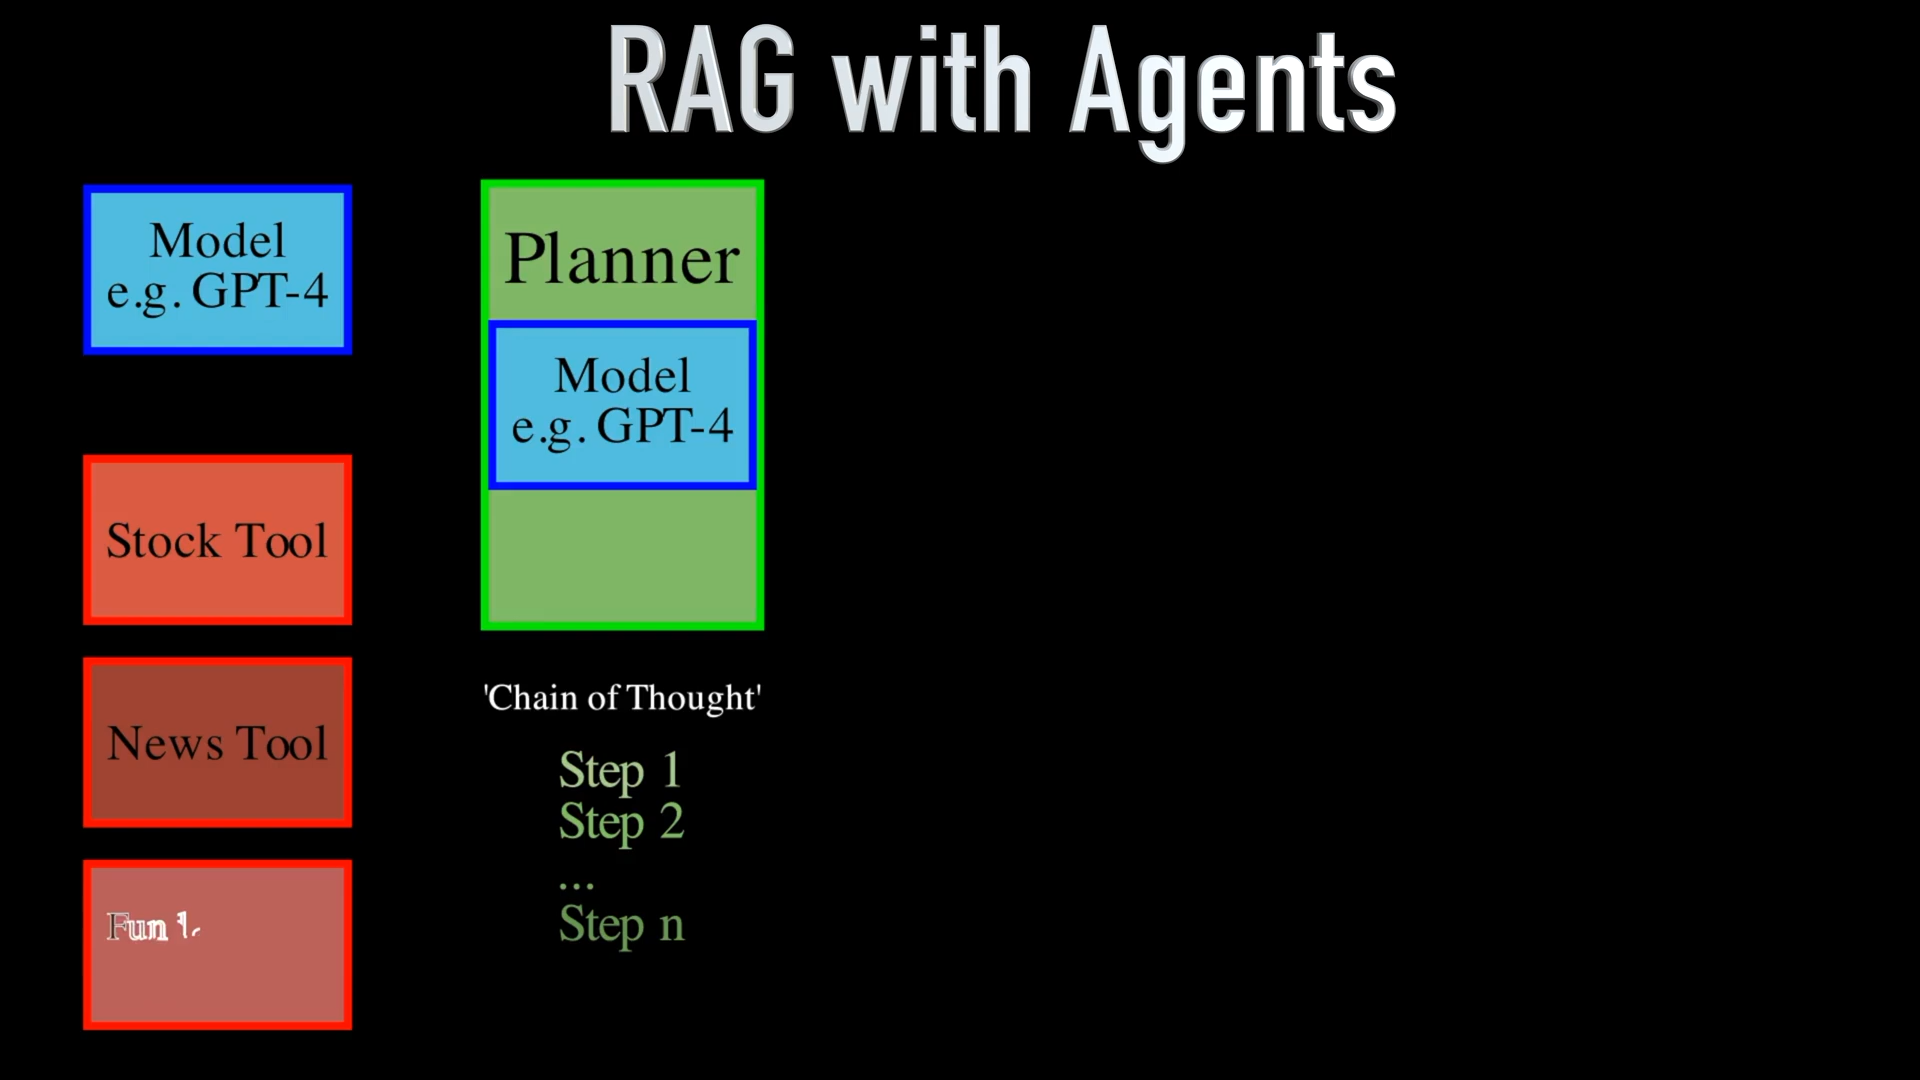 RAG with Agents
Model
e.g. GPT-4
Stock Tool
News Tool
Fun
Planner
Model
e.g. GPT-4
'Chain of Thought'
Step 1
Step 2
...
Step n